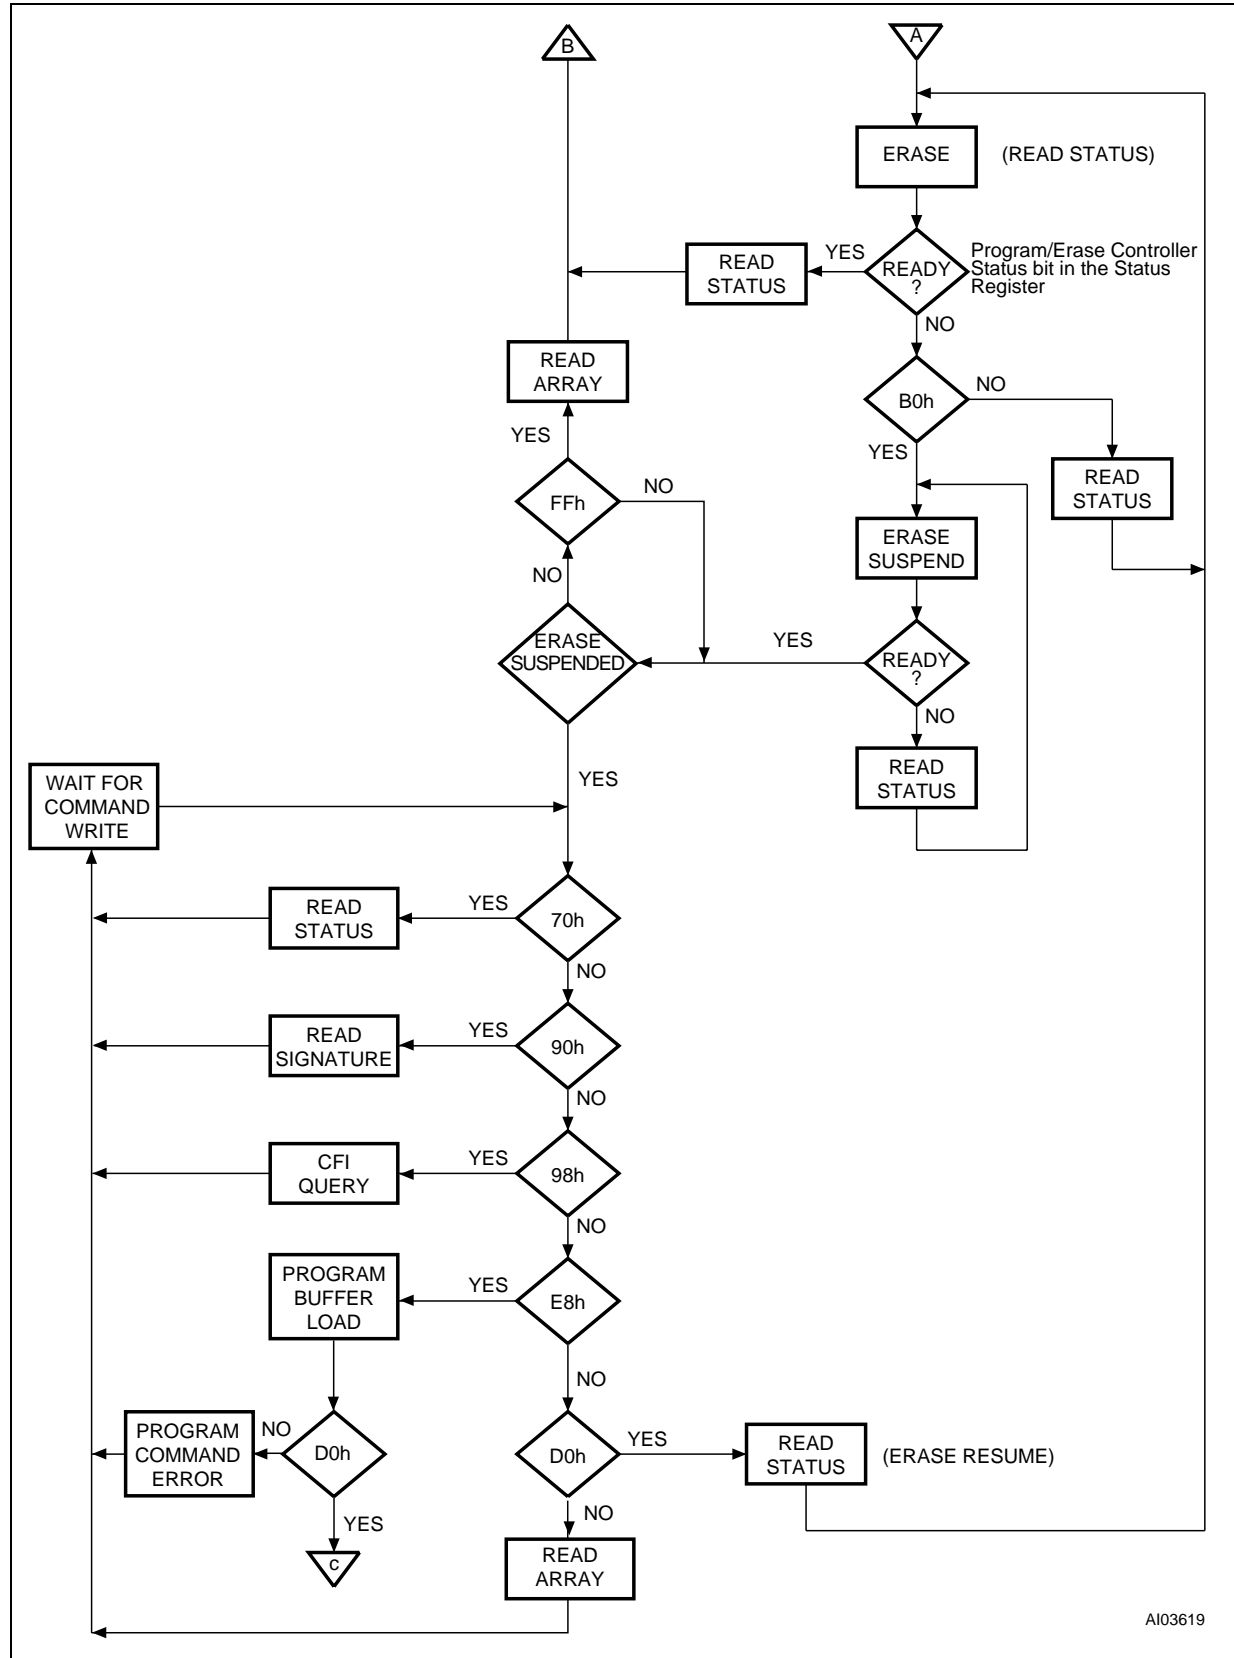 B
A
ERASE
(READ STATUS)
READ
STATUS
YES
READY
?
Program/Erase Controller
Status bit in the Status
Register
NO
READ
ARRAY
B0h
NO
YES
YES
FFh
NO
READ
STATUS
ERASE
SUSPEND
NO
ERASE
SUSPENDED
YES
READY
?
NO
READ
STATUS
YES
WAIT FOR
COMMAND
WRITE
READ
STATUS
YES
70h
NO
READ
SIGNATURE
YES
90h
NO
CFI
QUERY
YES
98h
NO
PROGRAM
BUFFER
LOAD
YES
E8h
NO
PROGRAM
COMMAND
ERROR
NO
D0h
YES
c
D0h
YES
READ
STATUS
(ERASE RESUME)
NO
READ
ARRAY
AI03619